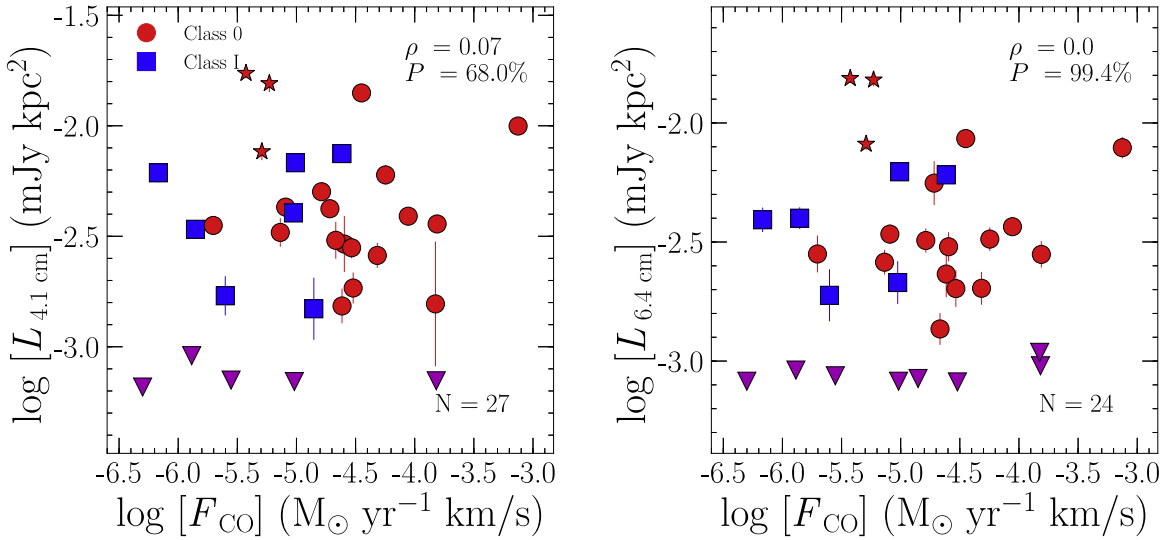 -1.5
-2.0
-2.5
-3.0
log [L 4.1 cm] (mJy kpc²)
Class 0
Class I
ρ = 0.07
P = 68.0%
N = 27
-6.5 -6.0 -5.5 -5.0 -4.5 -4.0 -3.5 -3.0
log [F_CO] (M⊙ yr⁻¹ km/s)
-2.0
-2.5
-3.0
log [L 6.4 cm] (mJy kpc²)
ρ = 0.0
P = 99.4%
N = 24
-6.5 -6.0 -5.5 -5.0 -4.5 -4.0 -3.5 -3.0
log [F_CO] (M⊙ yr⁻¹ km/s)